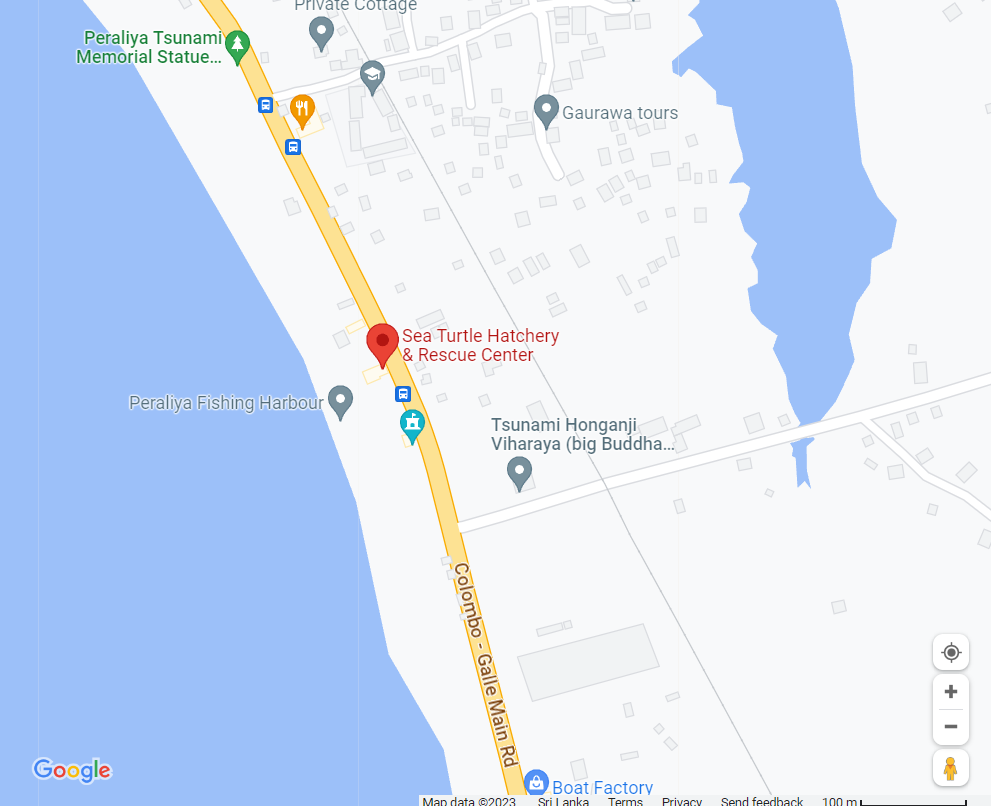 Private Cottage
Peraliya Tsunami
Memorial Statue...
Gaurawa tours
Sea Turtle Hatchery
& Rescue Center
Peraliya Fishing Harbour
Tsunami Honganji
Viharaya (big Buddha...
Colombo - Galle Main Rd
Boat Factory
Google
Map data ©2023 Sri Lanka Terms Privacy Send feedback 100 m